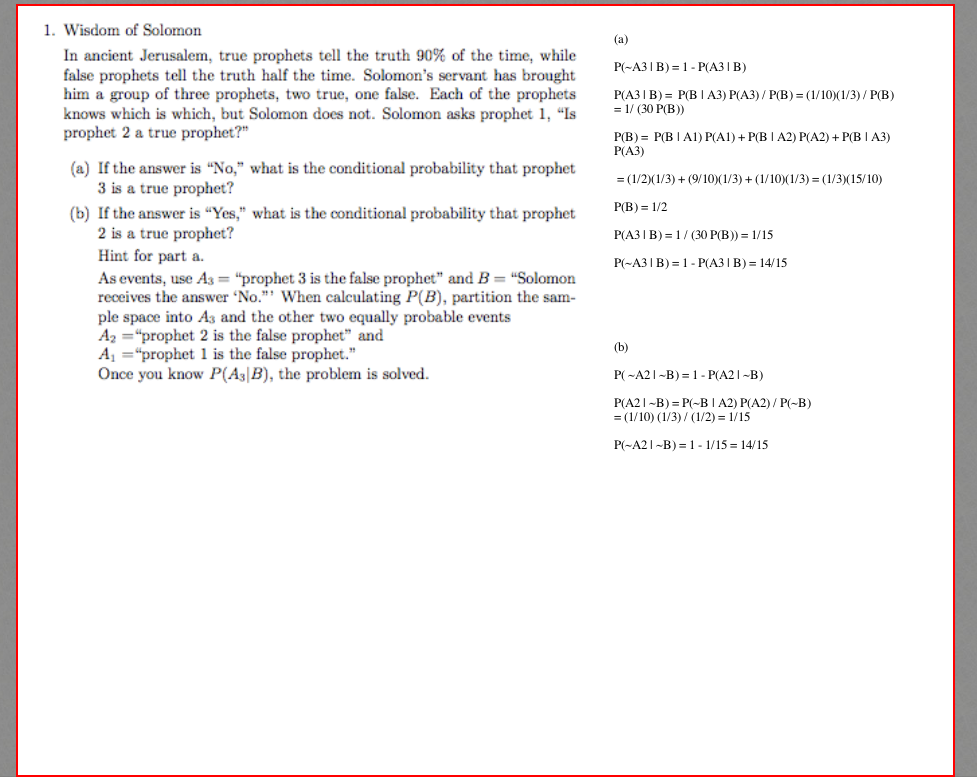 1. Wisdom of Solomon
In ancient Jerusalem, true prophets tell the truth 90% of the time, while
false prophets tell the truth half the time. Solomon's servant has brought
him a group of three prophets, two true, one false. Each of the prophets
knows which is which, but Solomon does not. Solomon asks prophet 1, "Is
prophet 2 a true prophet?"
(a) If the answer is "No," what is the conditional probability that prophet
3 is a true prophet?
(b) If the answer is "Yes," what is the conditional probability that prophet
2 is a true prophet?
Hint for part a.
As events, use A₃ = "prophet 3 is the false prophet" and B = "Solomon
receives the answer 'No."' When calculating P(B), partition the sam-
ple space into A₃ and the other two equally probable events
A₂ ="prophet 2 is the false prophet" and
A₁ ="prophet 1 is the false prophet."
Once you know P(A₃|B), the problem is solved.
(a)
P(~A3 | B) = 1 - P(A3 | B)
P(A3 | B) = P(B | A3) P(A3) / P(B) = (1/10)(1/3) / P(B)
= 1/ (30 P(B))
P(B) = P(B | A1) P(A1) + P(B | A2) P(A2) + P(B | A3)
P(A3)
= (1/2)(1/3) + (9/10)(1/3) + (1/10)(1/3) = (1/3)(15/10)
P(B) = 1/2
P(A3 | B) = 1 / (30 P(B)) = 1/15
P(~A3 | B) = 1 - P(A3 | B) = 14/15
(b)
P( ~A2 | ~B) = 1 - P(A2 | ~B)
P(A2 | ~B) = P(~B | A2) P(A2) / P(~B)
= (1/10) (1/3) / (1/2) = 1/15
P(~A2 | ~B) = 1 - 1/15 = 14/15